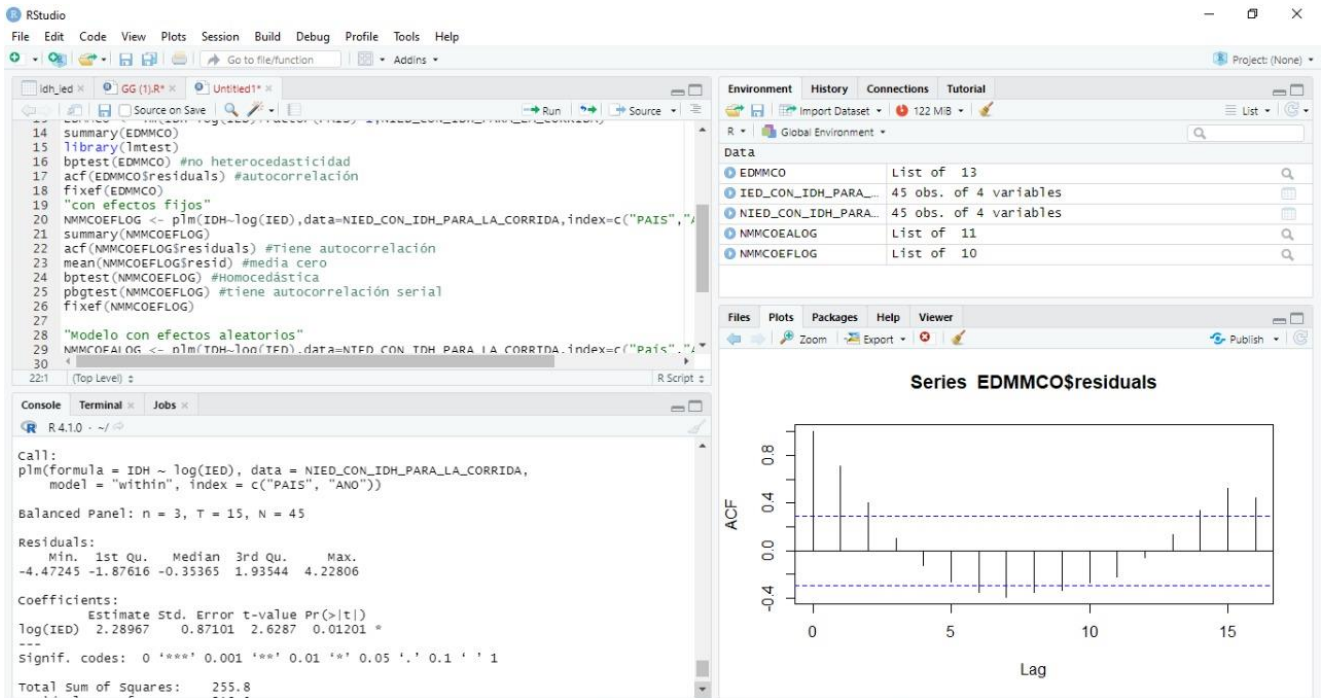 RStudio
File Edit Code View Plots Session Build Debug Profile Tools Help
Go to file/function Addins Project: (None)
idh_ied GG (1).R* Untitled1*
Source on Save Run Source
14 summary(EDMMCO)
15 library(lmtest)
16 bptest(EDMMCO) #no heterocedasticidad
17 acf(EDMMCO$residuals) #autocorrelación
18 fixef(EDMMCO)
19 "con efectos fijos"
20 NMMCOEFLOG <- plm(IDH~log(IED),data=NIED_CON_IDH_PARA_LA_CORRIDA,index=c("PAIS",
21 summary(NMMCOEFLOG)
22 acf(NMMCOEFLOG$residuals) #Tiene autocorrelación
23 mean(NMMCOEFLOG$resid) #media cero
24 bptest(NMMCOEFLOG) #Homocedástica
25 pbgtest(NMMCOEFLOG) #tiene autocorrelación serial
26 fixef(NMMCOEFLOG)
27
28 "Modelo con efectos aleatorios"
29 NMMCOEALOG <- plm(IDH~log(IED),data=NIED_CON_IDH_PARA_LA_CORRIDA,index=c("País",
30
22:1 (Top Level) R Script
Console Terminal Jobs
R 4.1.0 · ~/
Call:
plm(formula = IDH ~ log(IED), data = NIED_CON_IDH_PARA_LA_CORRIDA,
model = "within", index = c("PAIS", "ANO"))
Balanced Panel: n = 3, T = 15, N = 45
Residuals:
Min. 1st Qu. Median 3rd Qu. Max.
-4.47245 -1.87616 -0.35365 1.93544 4.22806
Coefficients:
Estimate Std. Error t-value Pr(>|t|)
log(IED) 2.28967 0.87101 2.6287 0.01201 *
---
Signif. codes: 0 ‘***’ 0.001 ‘**’ 0.01 ‘*’ 0.05 ‘.’ 0.1 ‘ ’ 1
Total Sum of Squares: 255.8
Environment History Connections Tutorial
Import Dataset 122 MiB List
R Global Environment
Data
EDMMCO List of 13
IED_CON_IDH_PARA_… 45 obs. of 4 variables
NIED_CON_IDH_PARA… 45 obs. of 4 variables
NMMCOEALOG List of 11
NMMCOEFLOG List of 10
Files Plots Packages Help Viewer
Zoom Export Publish
Series EDMMCO$residuals
ACF
0.8
0.4
0.0
-0.4
0 5 10 15
Lag